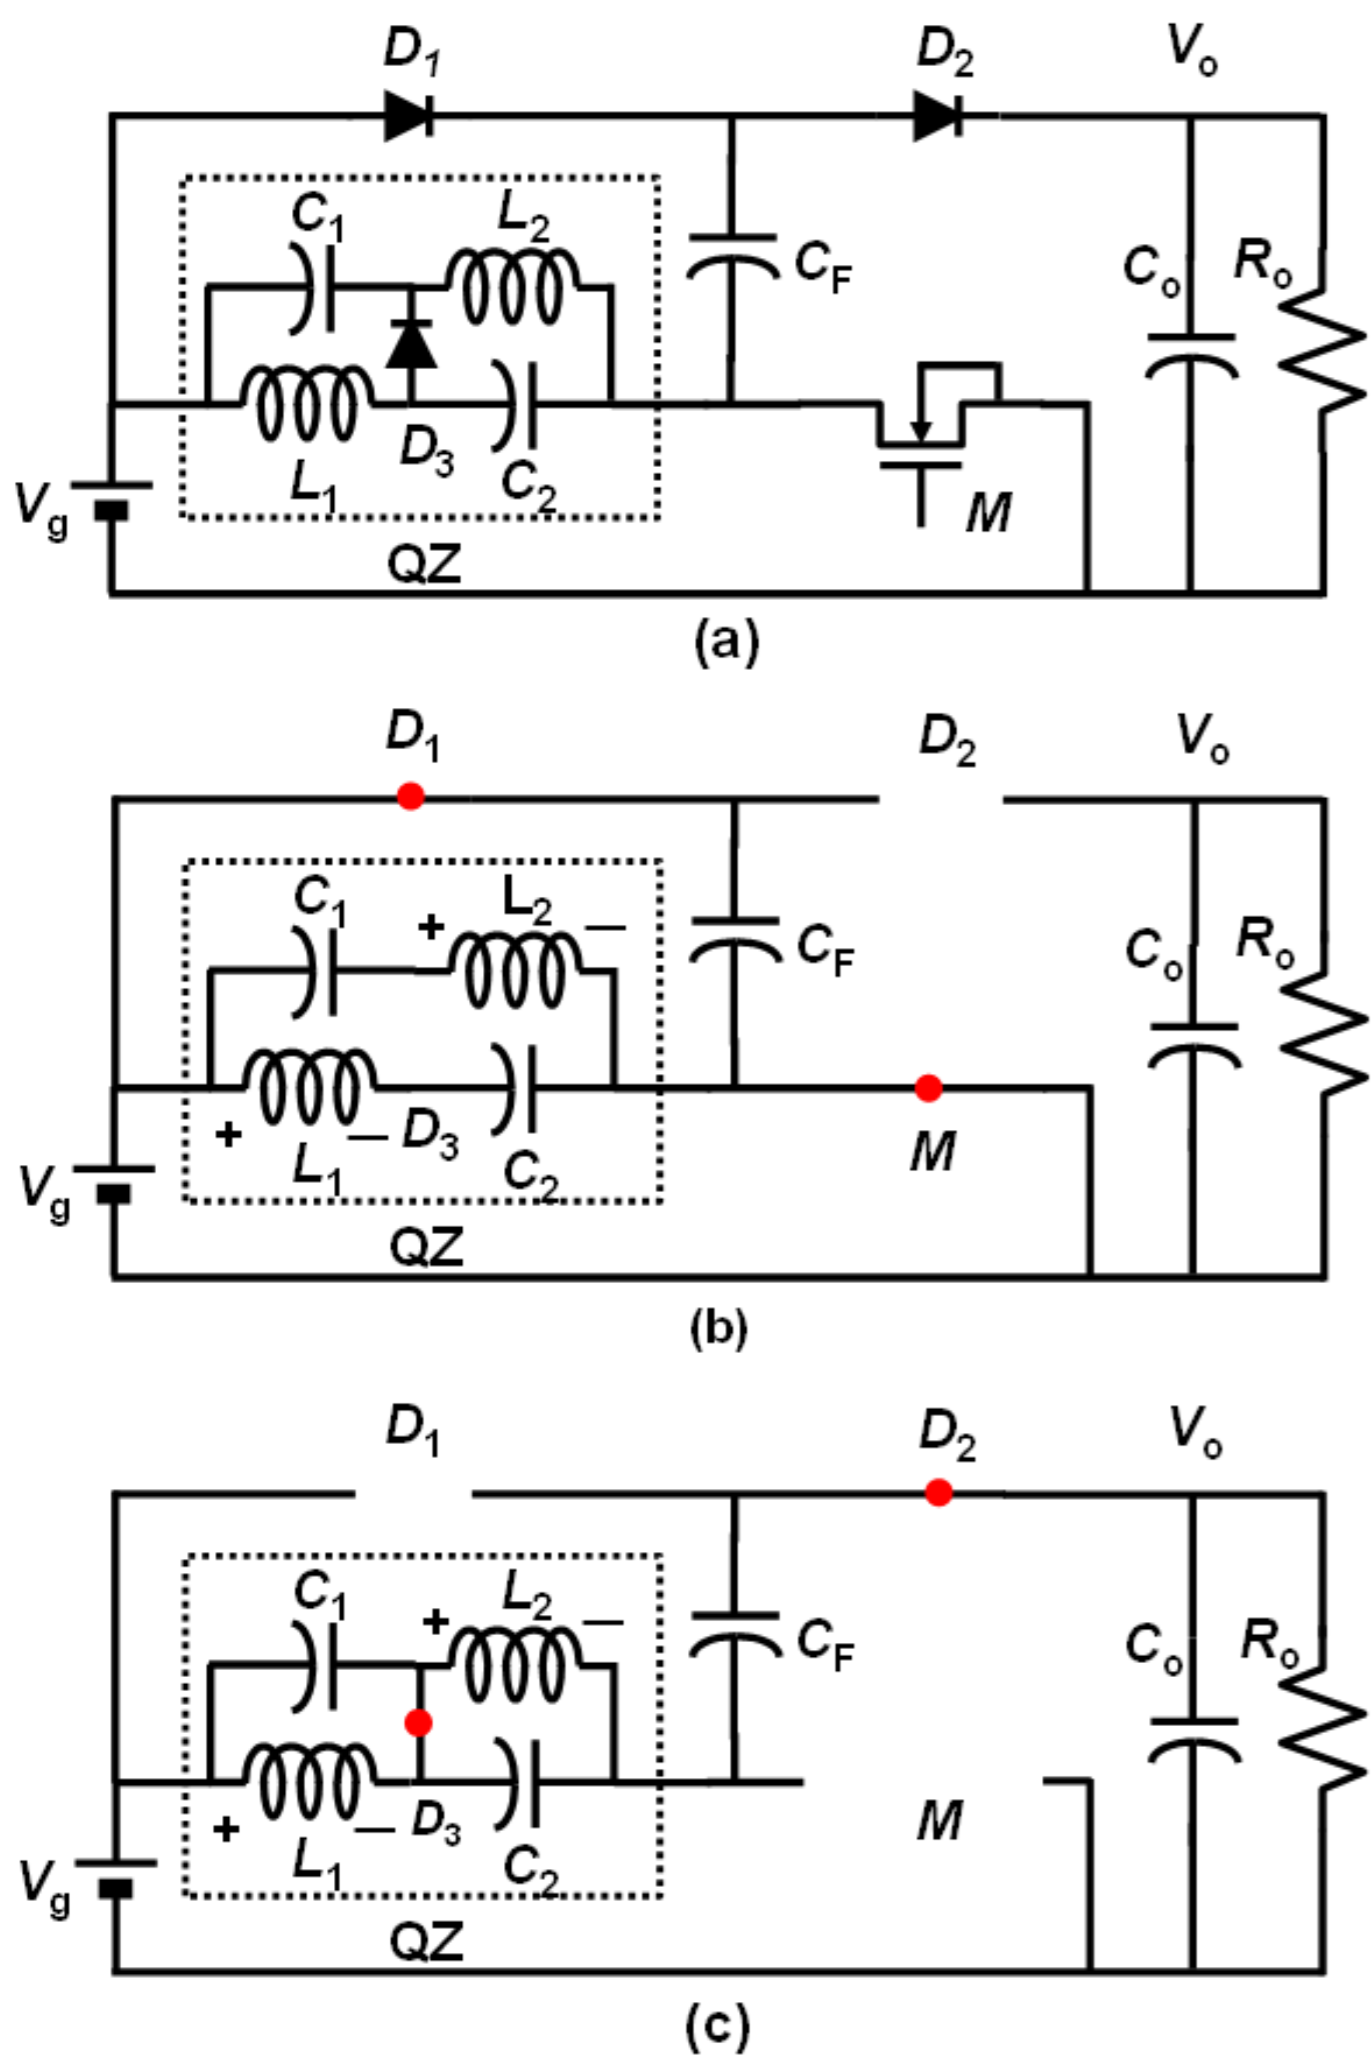 D1 D2 Vo
C1 L2
CF Co Ro
D3
L1 C2
Vg M
QZ
(a)
D1 D2 Vo
C1 + L2 −
CF Co Ro
+ − D3 M
L1 C2
Vg
QZ
(b)
D1 D2 Vo
C1 + L2 −
CF Co Ro
+ − D3 M
L1 C2
Vg
QZ
(c)